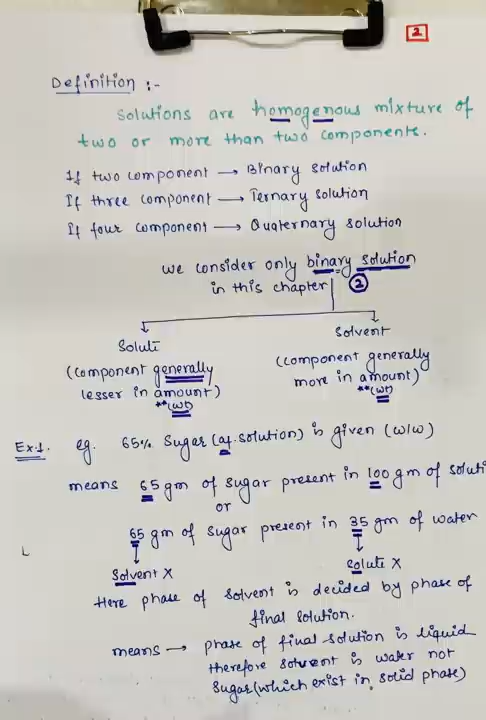 2
Definition :-
Solutions are homogenous mixture of
two or more than two components.
If two component → Binary solution
If three component → Ternary solution
If four component → Quaternary solution
we consider only binary solution
in this chapter 2
Solute Solvent
(component generally (component generally
lesser in amount) more in amount)
**(wt) **(wt)
Ex.1. eg. 65% Sugar (aq. solution) is given (w/w)
means 65 gm of sugar present in 100 gm of soluti
or
65 gm of sugar present in 35 gm of water
Solvent X Solute X
Here phase of solvent is decided by phase of
final solution.
means → phase of final solution is liquid
therefore solvent is water not
sugar (which exist in solid phase)